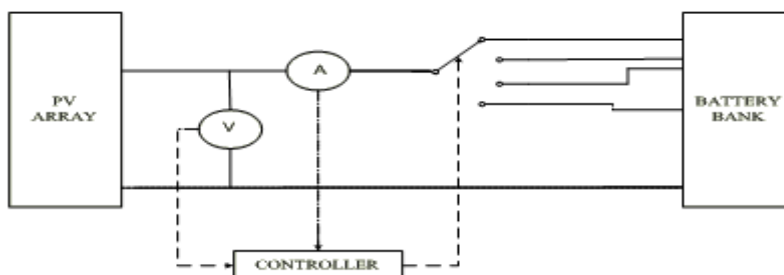 PV
ARRAY
A
V
BATTERY
BANK
CONTROLLER